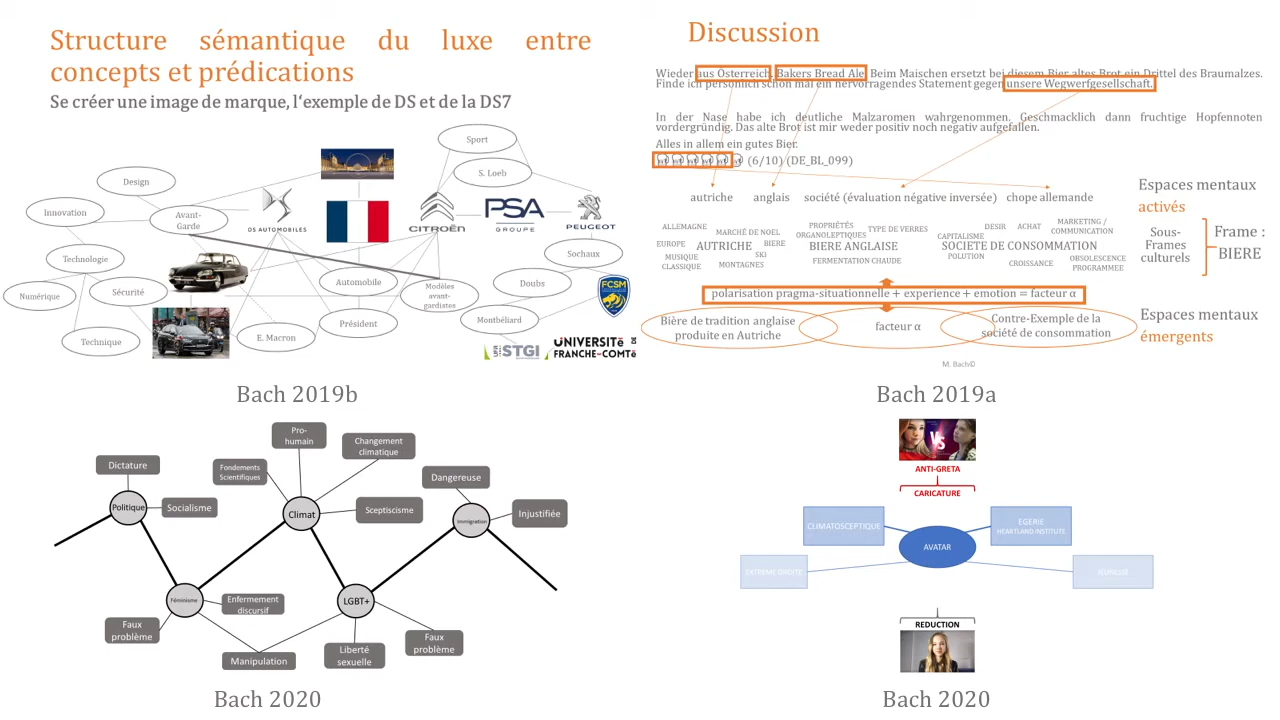 Structure sémantique du luxe entre
concepts et prédications
Se créer une image de marque, l'exemple de DS et de la DS7
Sport
S. Loeb
Design
Innovation
Avant-
Garde
DS AUTOMOBILES
CITROËN
PSA
GROUPE
PEUGEOT
Technologie
Sochaux
Numérique
Sécurité
Automobile
Modèles
avant-
gardistes
Doubs
FCSM
Montbéliard
Président
E. Macron
Technique
UFR
STGI
UNIVERSITÉ DE
FRANCHE-COMTÉ
Bach 2019b
Discussion
Wieder aus Österreich. Bakers Bread Ale. Beim Maischen ersetzt bei diesem Bier altes Brot ein Drittel des Braumalzes.
Finde ich persönlich schon mal ein hervorragendes Statement gegen unsere Wegwerfgesellschaft.
In der Nase habe ich deutliche Malzaromen wahrgenommen. Geschmacklich dann fruchtige Hopfennoten
vordergründig. Das alte Brot ist mir weder positiv noch negativ aufgefallen.
Alles in allem ein gutes Bier.
(6/10) (DE_BL_099)
autriche anglais société (évaluation négative inversée) chope allemande
Espaces mentaux
activés
ALLEMAGNE
MARCHÉ DE NOEL
EUROPE
AUTRICHE
BIERE
MUSIQUE
CLASSIQUE
SKI
MONTAGNES
PROPRIÉTÉS
ORGANOLEPTIQUES
TYPE DE VERRES
BIERE ANGLAISE
FERMENTATION CHAUDE
DESIR
ACHAT
MARKETING /
COMMUNICATION
CAPITALISME
SOCIETE DE CONSOMMATION
POLUTION
CROISSANCE
OBSOLESCENCE
PROGRAMMEE
Sous-
Frames
culturels
Frame :
BIERE
polarisation pragma-situationnelle + experience + emotion = facteur α
Bière de tradition anglaise
produite en Autriche
facteur α
Contre-Exemple de la
société de consommation
Espaces mentaux
émergents
M. Bach©
Bach 2019a
Pro-
humain
Changement
climatique
Dictature
Fondements
Scientifiques
Dangereuse
Politique
Socialisme
Climat
Sceptiscisme
Immigration
Injustifiée
Féminisme
Enfermement
discursif
LGBT+
Faux
problème
Manipulation
Liberté
sexuelle
Faux
problème
Bach 2020
VS
ANTI-GRETA
CARICATURE
CLIMATOSCEPTIQUE
EGERIE
HEARTLAND INSTITUTE
AVATAR
EXTREME DROITE
JEUNESSE
REDUCTION
Bach 2020